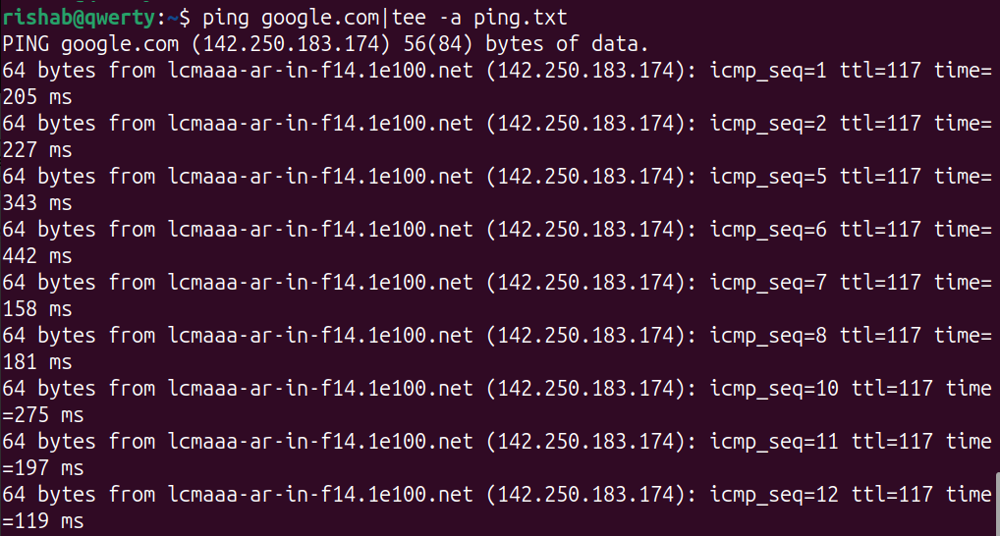 rishab@qwerty:~$ ping google.com|tee -a ping.txt
PING google.com (142.250.183.174) 56(84) bytes of data.
64 bytes from lcmaaa-ar-in-f14.1e100.net (142.250.183.174): icmp_seq=1 ttl=117 time=
205 ms
64 bytes from lcmaaa-ar-in-f14.1e100.net (142.250.183.174): icmp_seq=2 ttl=117 time=
227 ms
64 bytes from lcmaaa-ar-in-f14.1e100.net (142.250.183.174): icmp_seq=5 ttl=117 time=
343 ms
64 bytes from lcmaaa-ar-in-f14.1e100.net (142.250.183.174): icmp_seq=6 ttl=117 time=
442 ms
64 bytes from lcmaaa-ar-in-f14.1e100.net (142.250.183.174): icmp_seq=7 ttl=117 time=
158 ms
64 bytes from lcmaaa-ar-in-f14.1e100.net (142.250.183.174): icmp_seq=8 ttl=117 time=
181 ms
64 bytes from lcmaaa-ar-in-f14.1e100.net (142.250.183.174): icmp_seq=10 ttl=117 time
=275 ms
64 bytes from lcmaaa-ar-in-f14.1e100.net (142.250.183.174): icmp_seq=11 ttl=117 time
=197 ms
64 bytes from lcmaaa-ar-in-f14.1e100.net (142.250.183.174): icmp_seq=12 ttl=117 time
=119 ms